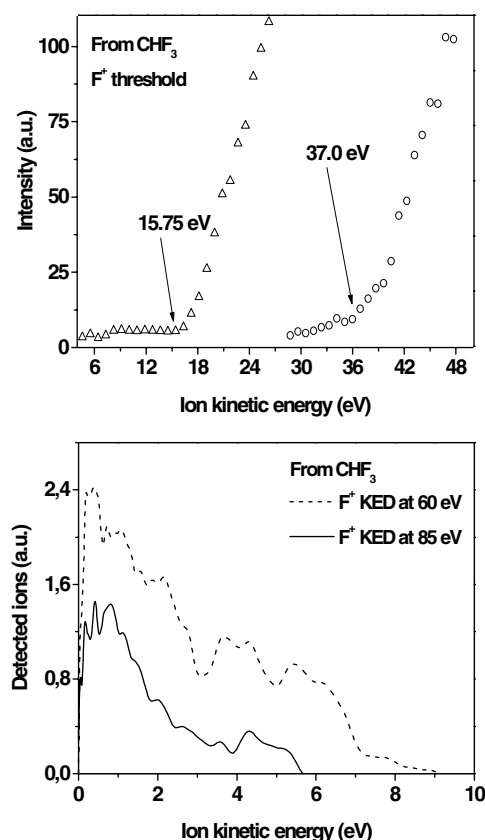 From CHF3
F+ threshold
15.75 eV
37.0 eV
Intensity (a.u.)
100
75
50
25
0
6 12 18 24 30 36 42 48
Ion kinetic energy (eV)
From CHF3
F+ KED at 60 eV
F+ KED at 85 eV
Detected ions (a.u.)
2,4
1,6
0,8
0,0
0 2 4 6 8 10
Ion kinetic energy (eV)